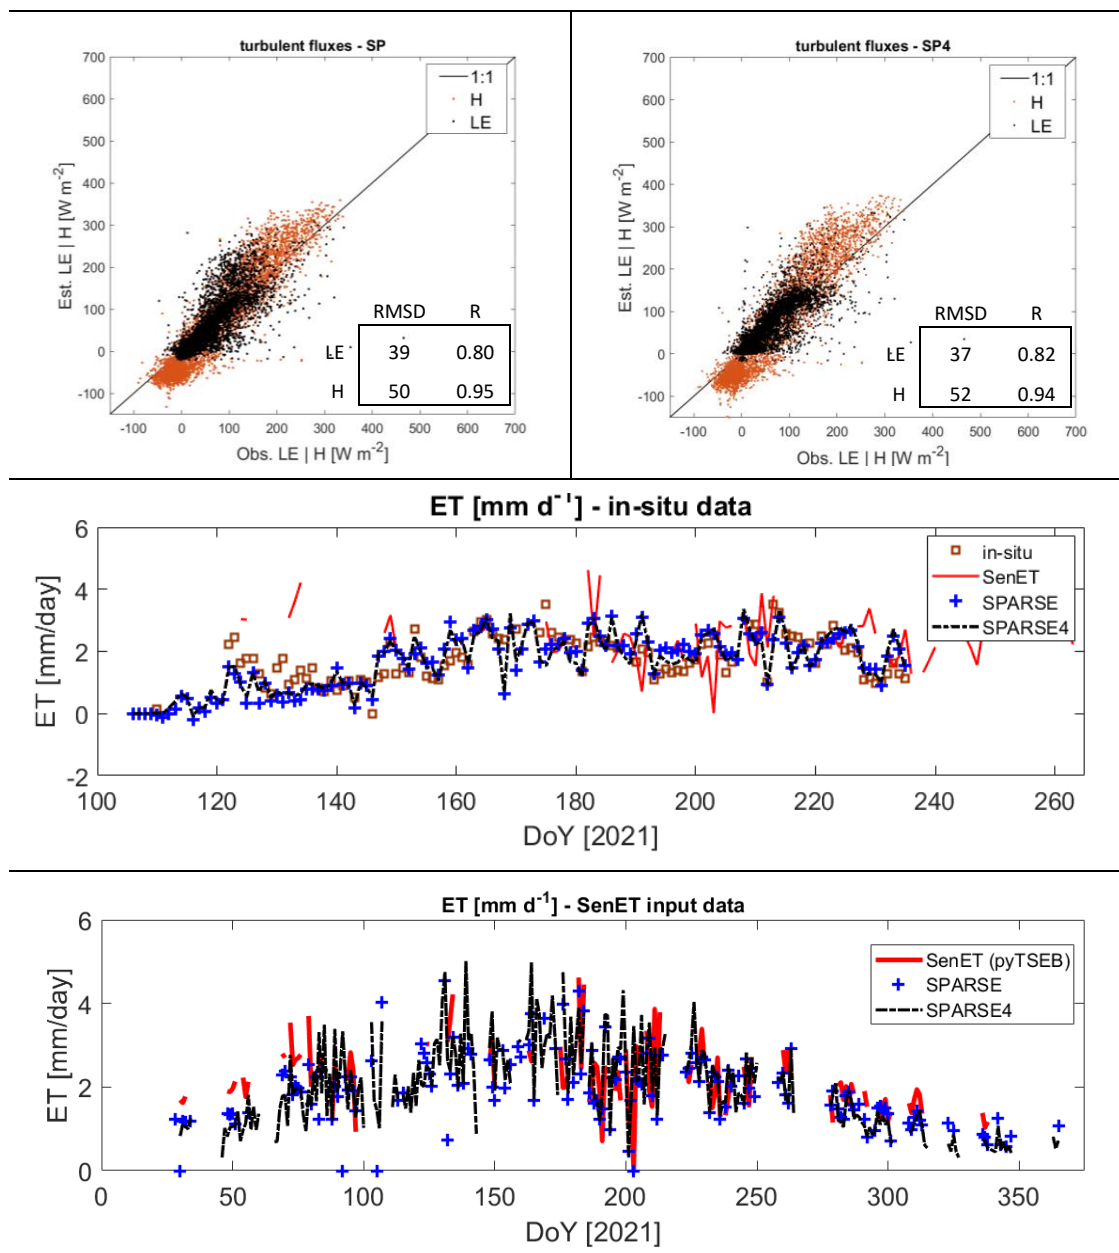 turbulent fluxes - SP
700
600
500
400
300
200
100
0
-100
Est. LE | H [W m-2]
1:1
H
LE
RMSD R
LE 39 0.80
H 50 0.95
-100 0 100 200 300 400 500 600 700
Obs. LE | H [W m-2]
turbulent fluxes - SP4
700
600
500
400
300
200
100
0
-100
Est. LE | H [W m-2]
1:1
H
LE
RMSD R
LE 37 0.82
H 52 0.94
-100 0 100 200 300 400 500 600 700
Obs. LE | H [W m-2]
ET [mm d-1] - in-situ data
6
4
2
0
-2
ET [mm/day]
in-situ
SenET
SPARSE
SPARSE4
100 120 140 160 180 200 220 240 260
DoY [2021]
ET [mm d-1] - SenET input data
6
4
2
0
ET [mm/day]
SenET (pyTSEB)
SPARSE
SPARSE4
0 50 100 150 200 250 300 350
DoY [2021]